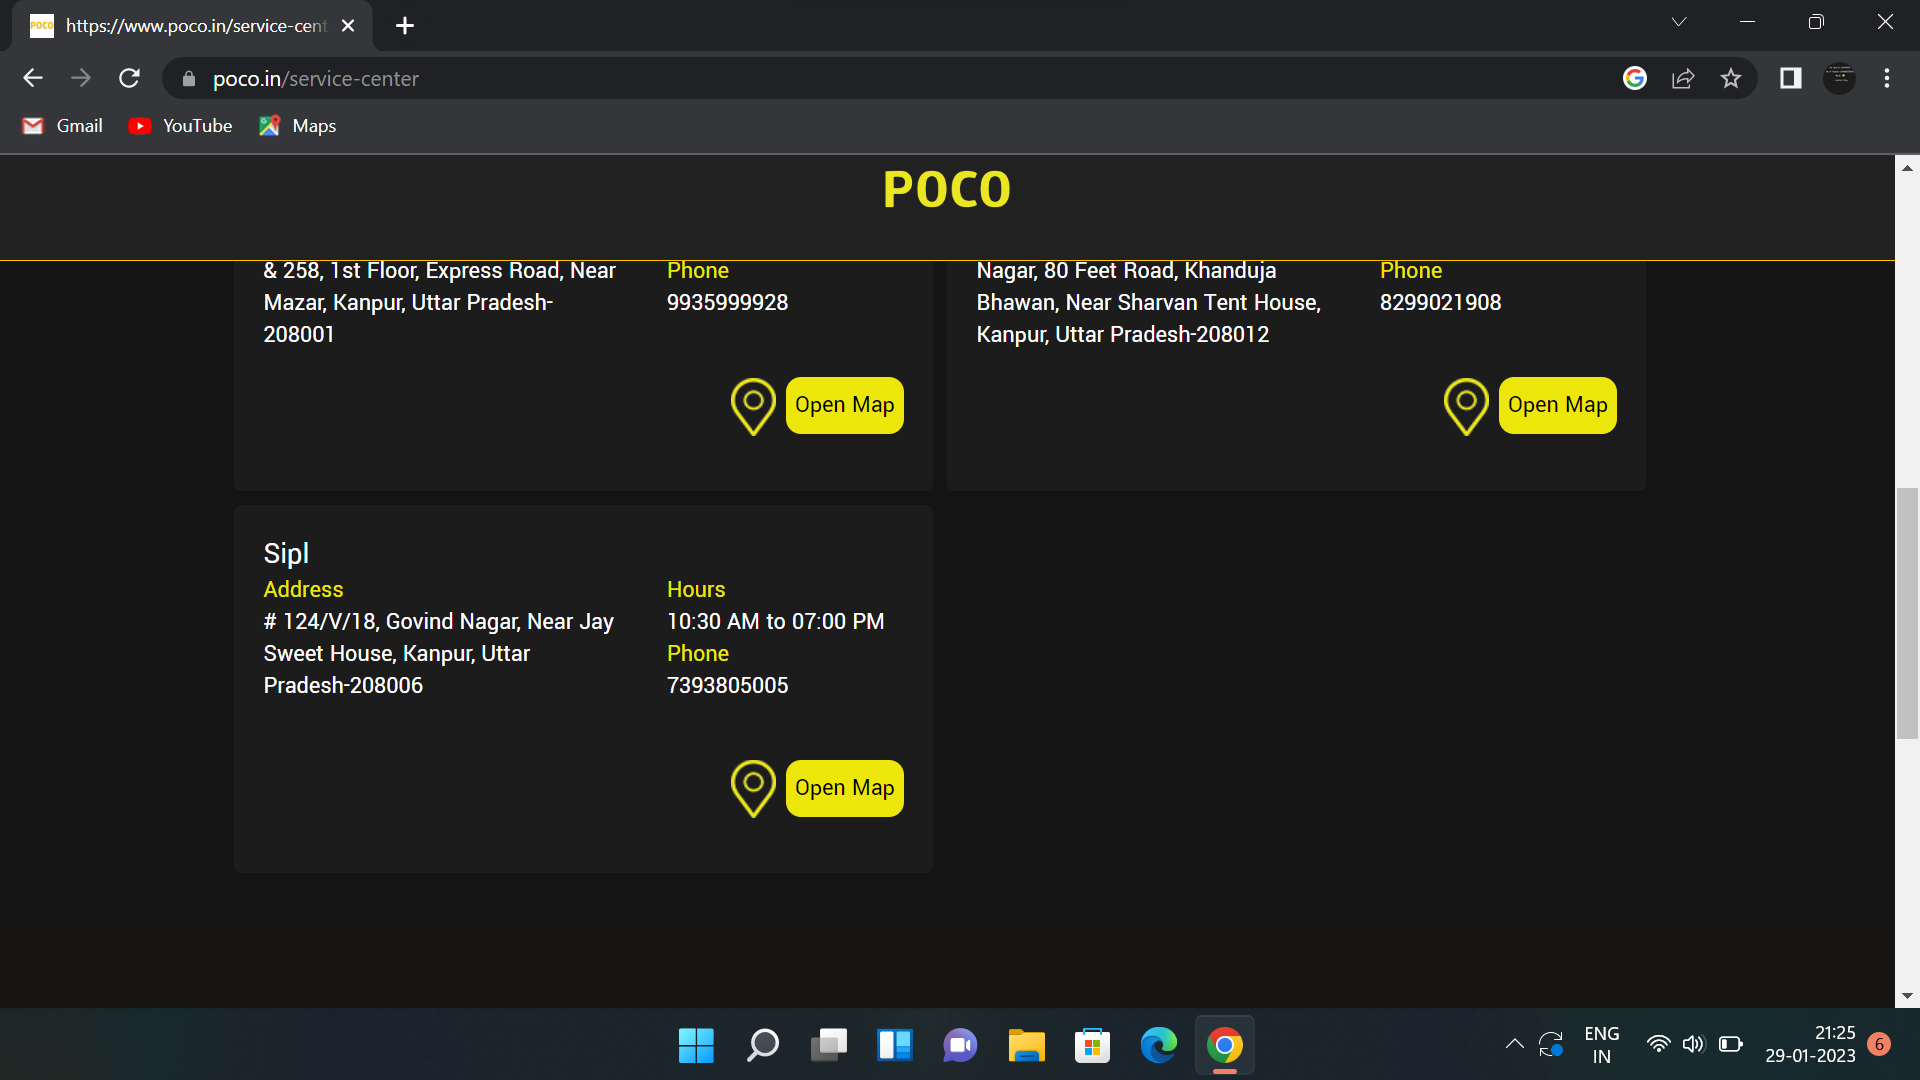 POCO
https://www.poco.in/service-cent
poco.in/service-center
Gmail
YouTube
Maps
POCO
& 258, 1st Floor, Express Road, Near
Mazar, Kanpur, Uttar Pradesh-
208001
Phone
9935999928
Open Map
Nagar, 80 Feet Road, Khanduja
Bhawan, Near Sharvan Tent House,
Kanpur, Uttar Pradesh-208012
Phone
8299021908
Open Map
Sipl
Address
# 124/V/18, Govind Nagar, Near Jay
Sweet House, Kanpur, Uttar
Pradesh-208006
Hours
10:30 AM to 07:00 PM
Phone
7393805005
Open Map
ENG
IN
21:25
29-01-2023
6